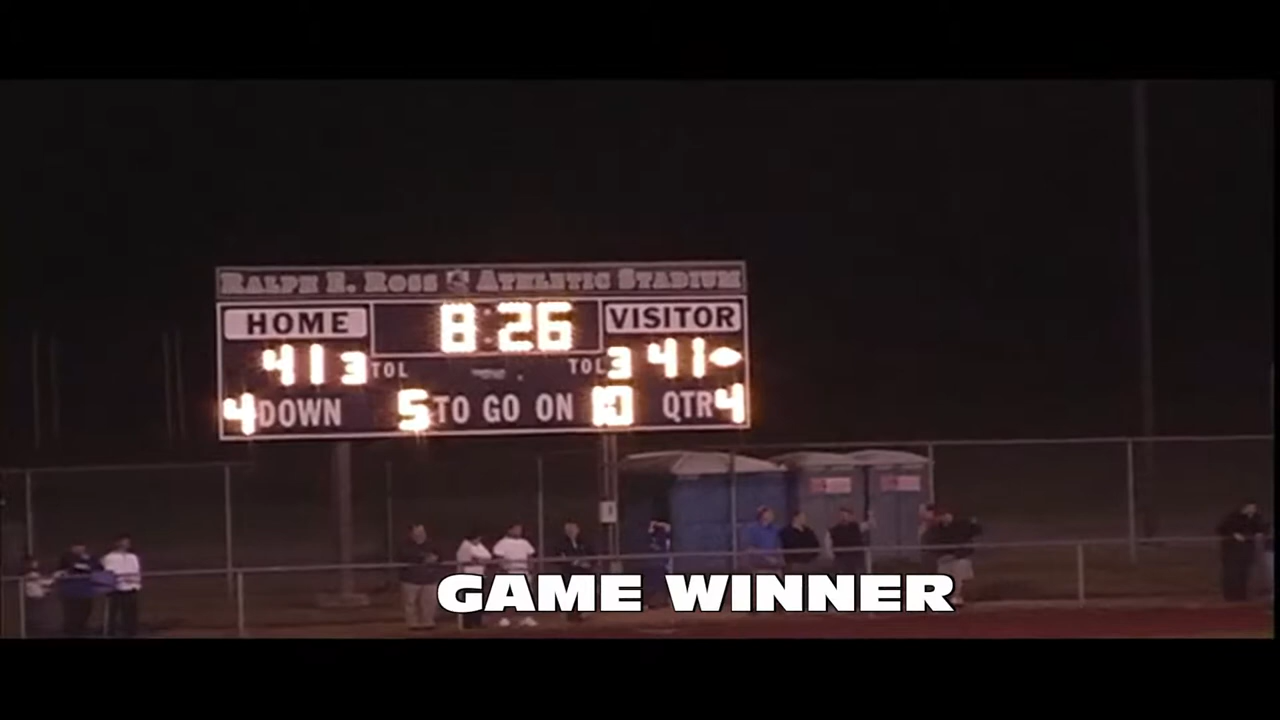 RALPH E. ROSS ATHLETIC STADIUM
HOME 8:26 VISITOR
41 3 TOL TOL 3 41
4 DOWN 5 TO GO ON 10 QTR 4
GAME WINNER